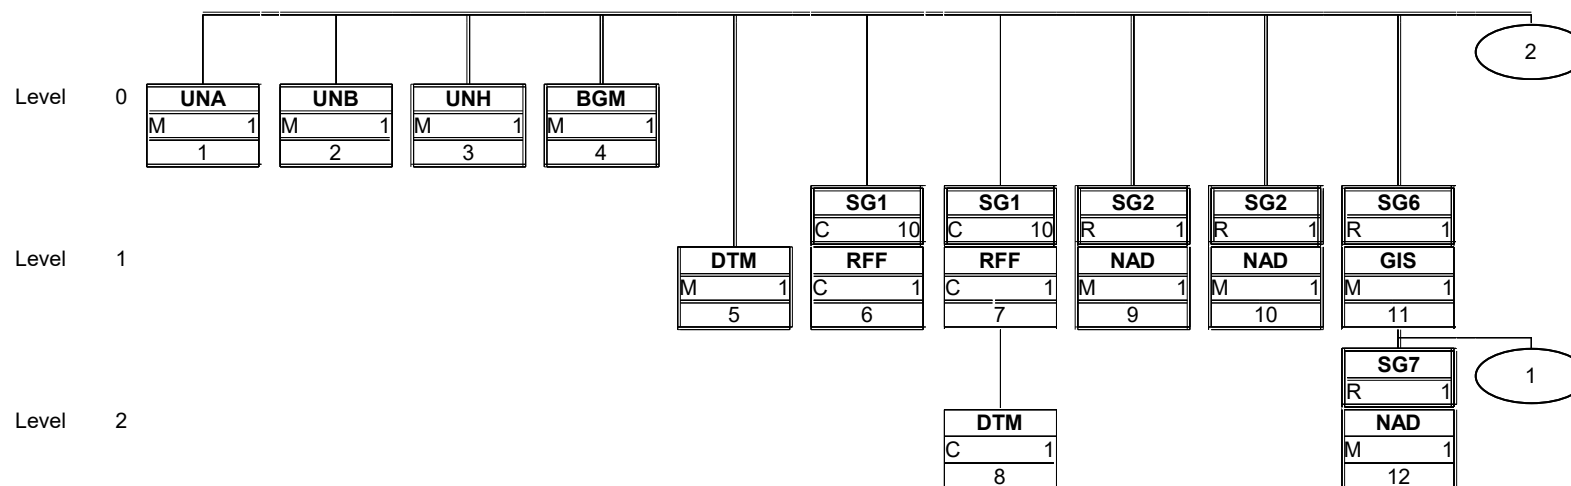 2
Level 0 UNA UNB UNH BGM
M 1 M 1 M 1 M 1
1 2 3 4
SG1 SG1 SG2 SG2 SG6
C 10 C 10 R 1 R 1 R 1
Level 1 DTM RFF RFF NAD NAD GIS
M 1 C 1 C 1 M 1 M 1 M 1
5 6 7 9 10 11
SG7 1
R 1
Level 2 DTM NAD
C 1 M 1
8 12